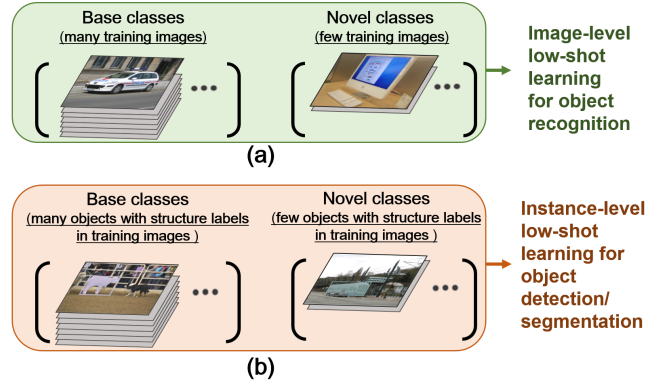 Base classes
(many training images)
Novel classes
(few training images)
Image-level
low-shot
learning
for object
recognition
(a)
Base classes
(many objects with structure labels
in training images )
Novel classes
(few objects with structure labels
in training images )
Instance-level
low-shot
learning for
object
detection/
segmentation
(b)